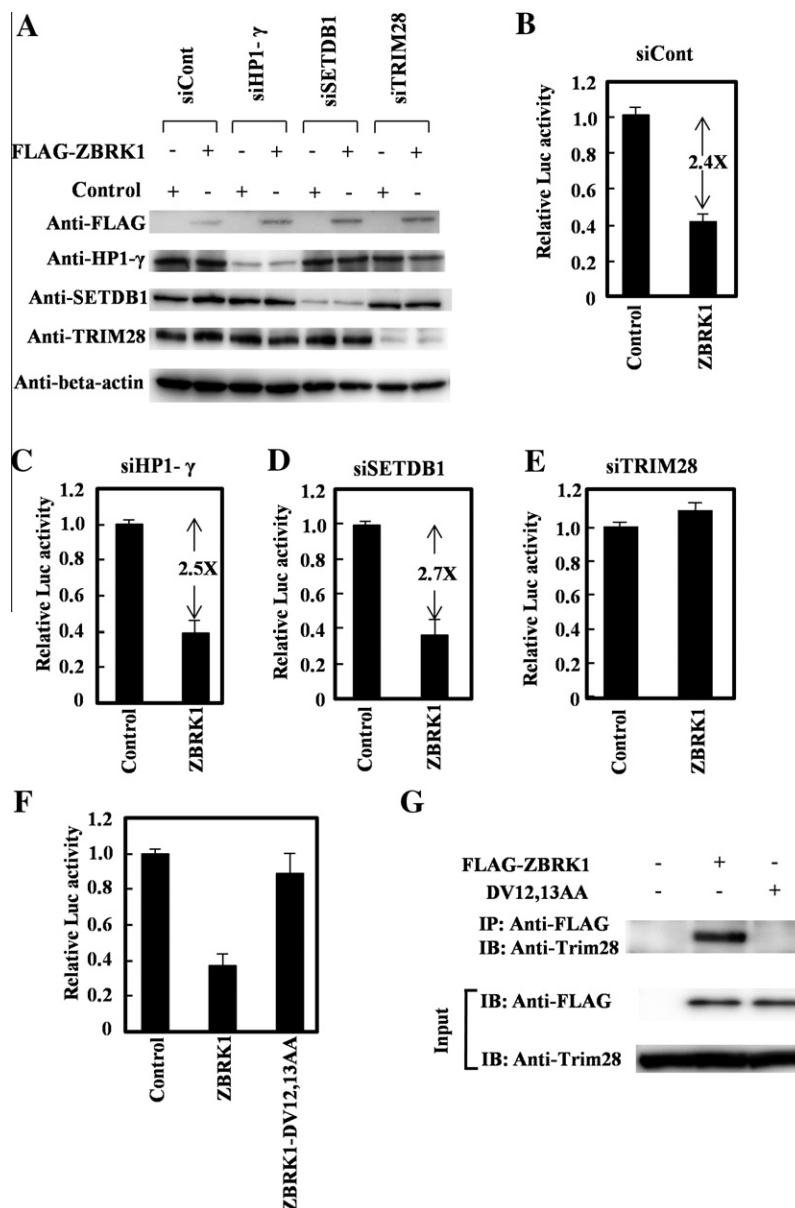 A
siCont
siHP1-γ
siSETDB1
siTRIM28
FLAG-ZBRK1 - + - + - + - +
Control + - + - + - + -
Anti-FLAG
Anti-HP1-γ
Anti-SETDB1
Anti-TRIM28
Anti-beta-actin
B
siCont
Relative Luc activity
1.2
1.0
0.8
0.6
0.4
0.2
0
2.4X
Control
ZBRK1
C
siHP1- γ
Relative Luc activity
1.2
1.0
0.8
0.6
0.4
0.2
0
2.5X
Control
ZBRK1
D
siSETDB1
Relative Luc activity
1.2
1.0
0.8
0.6
0.4
0.2
0
2.7X
Control
ZBRK1
E
siTRIM28
Relative Luc activity
1.2
1.0
0.8
0.6
0.4
0.2
0
Control
ZBRK1
F
Relative Luc activity
1.2
1.0
0.8
0.6
0.4
0.2
0
Control
ZBRK1
ZBRK1-DV12,13AA
G
FLAG-ZBRK1 - + -
DV12,13AA - - +
IP: Anti-FLAG
IB: Anti-Trim28
Input
IB: Anti-FLAG
IB: Anti-Trim28